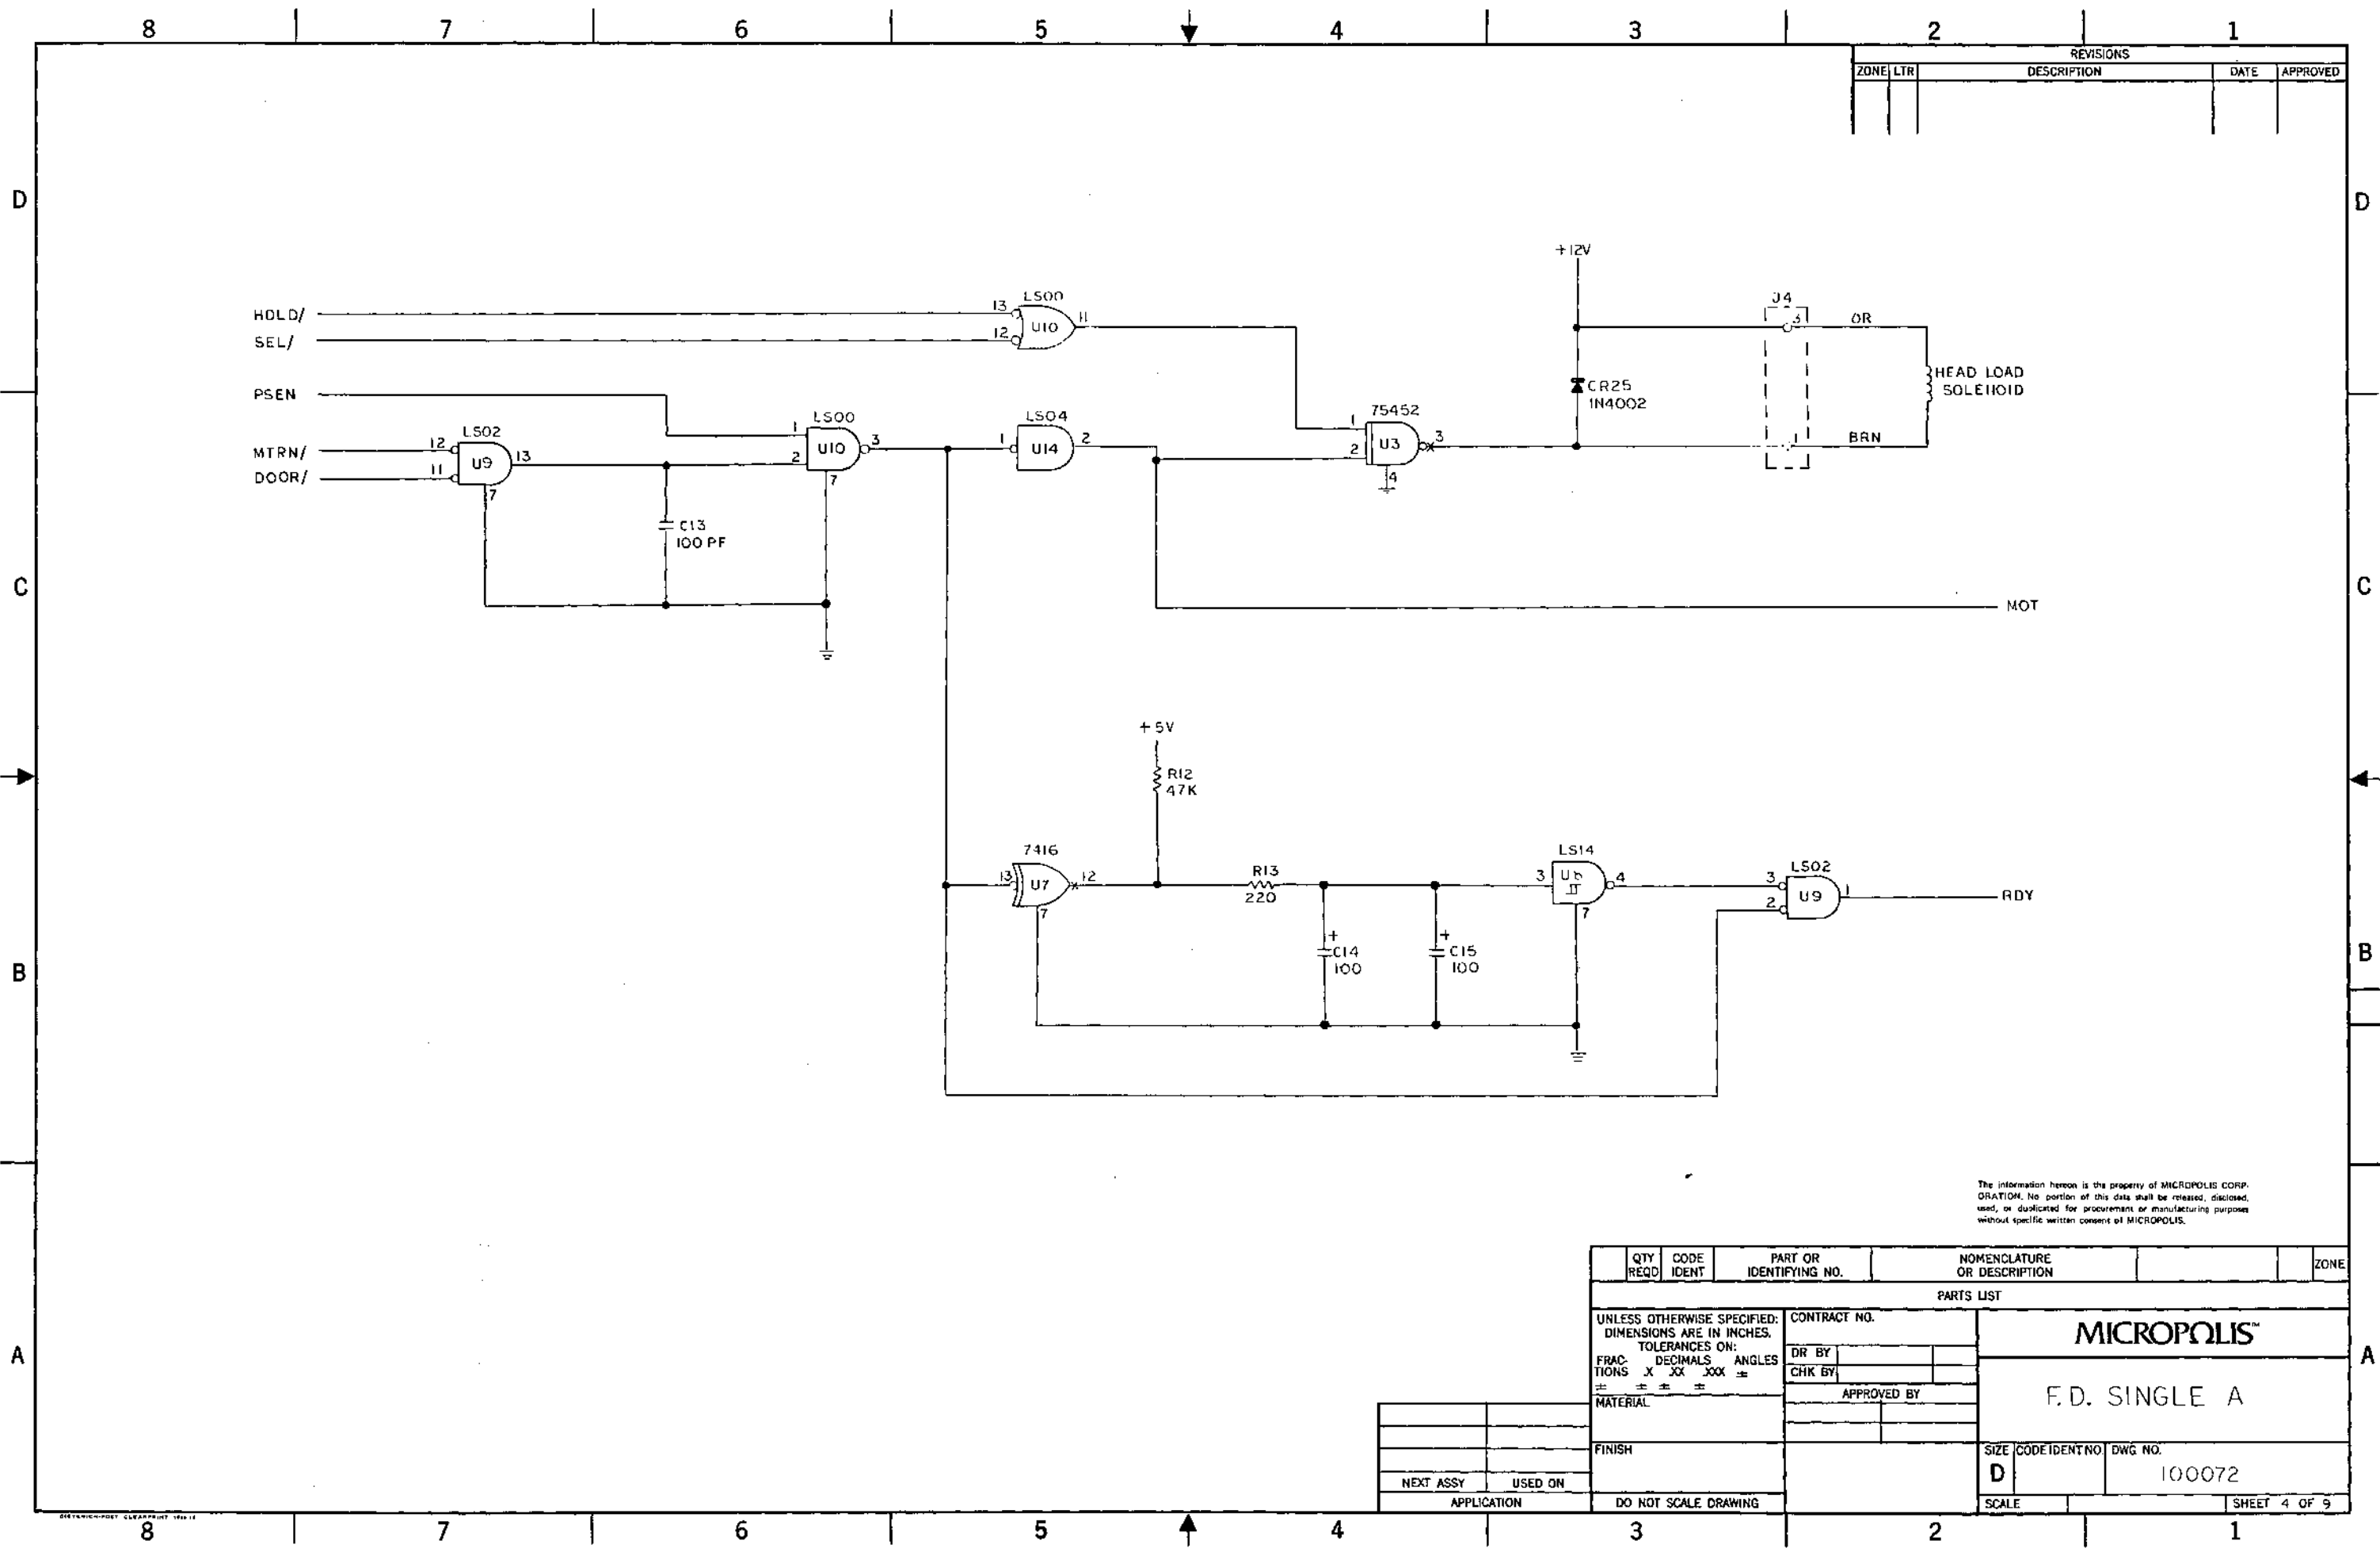 8 7 6 5 4 3 2 1
REVISIONS
ZONE LTR DESCRIPTION DATE APPROVED
D D
+12V
HOLD/
SEL/
13
12
LS00
U10
11
J4
3
OR
CR25
1N4002
HEAD LOAD
SOLENOID
PSEN
MTRN/
DOOR/
LS02
12
11
U9
13
7
LS00
1
2
U10
3
7
LS04
1
U14
2
75452
1
2
U3
3
4
1
BRN
C13
100 PF
C C
MOT
+5V
R12
47K
7416
13
U7
12
7
R13
220
LS14
3
4
7
LS02
3
2
U9
1
RDY
+
C14
100
+
C15
100
B B
The information hereon is the property of MICROPOLIS CORP-
ORATION. No portion of this data shall be released, disclosed,
used, or duplicated for procurement or manufacturing purposes
without specific written consent of MICROPOLIS.
QTY REQD
CODE IDENT
PART OR IDENTIFYING NO.
NOMENCLATURE OR DESCRIPTION
ZONE
PARTS LIST
UNLESS OTHERWISE SPECIFIED:
DIMENSIONS ARE IN INCHES.
TOLERANCES ON:
FRAC- DECIMALS ANGLES
TIONS .X .XX .XXX ±
± ± ± ±
MATERIAL
FINISH
DO NOT SCALE DRAWING
CONTRACT NO.
DR BY
CHK BY
APPROVED BY
MICROPOLIS™
A A
F.D. SINGLE A
SIZE CODE IDENT NO. DWG NO.
D 100072
SCALE SHEET 4 OF 9
NEXT ASSY USED ON
APPLICATION
8 7 6 5 4 3 2 1